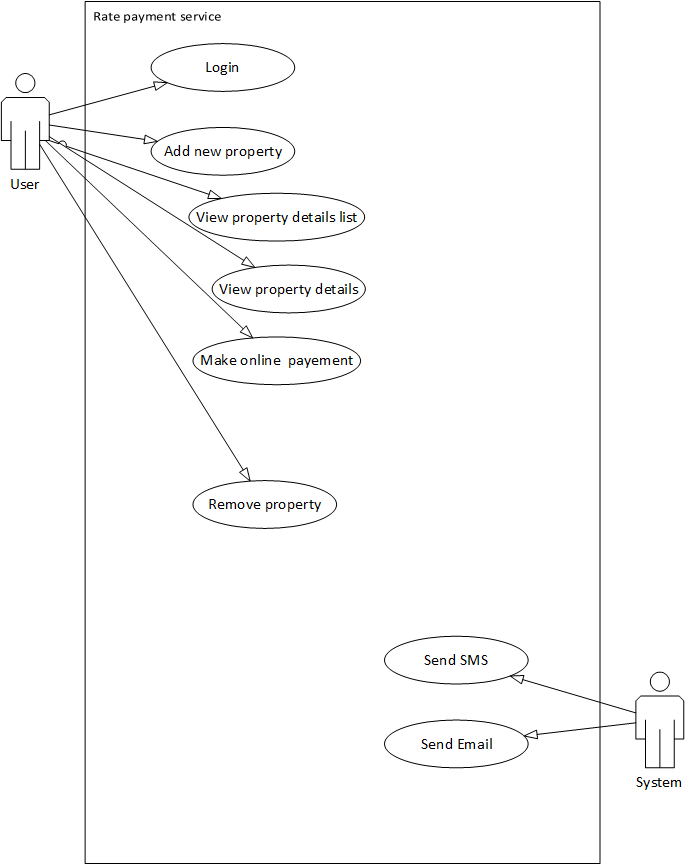 Rate payment service
Login
Add new property
User
View property details list
View property details
Make online  payement
Remove property
Send SMS
Send Email
System